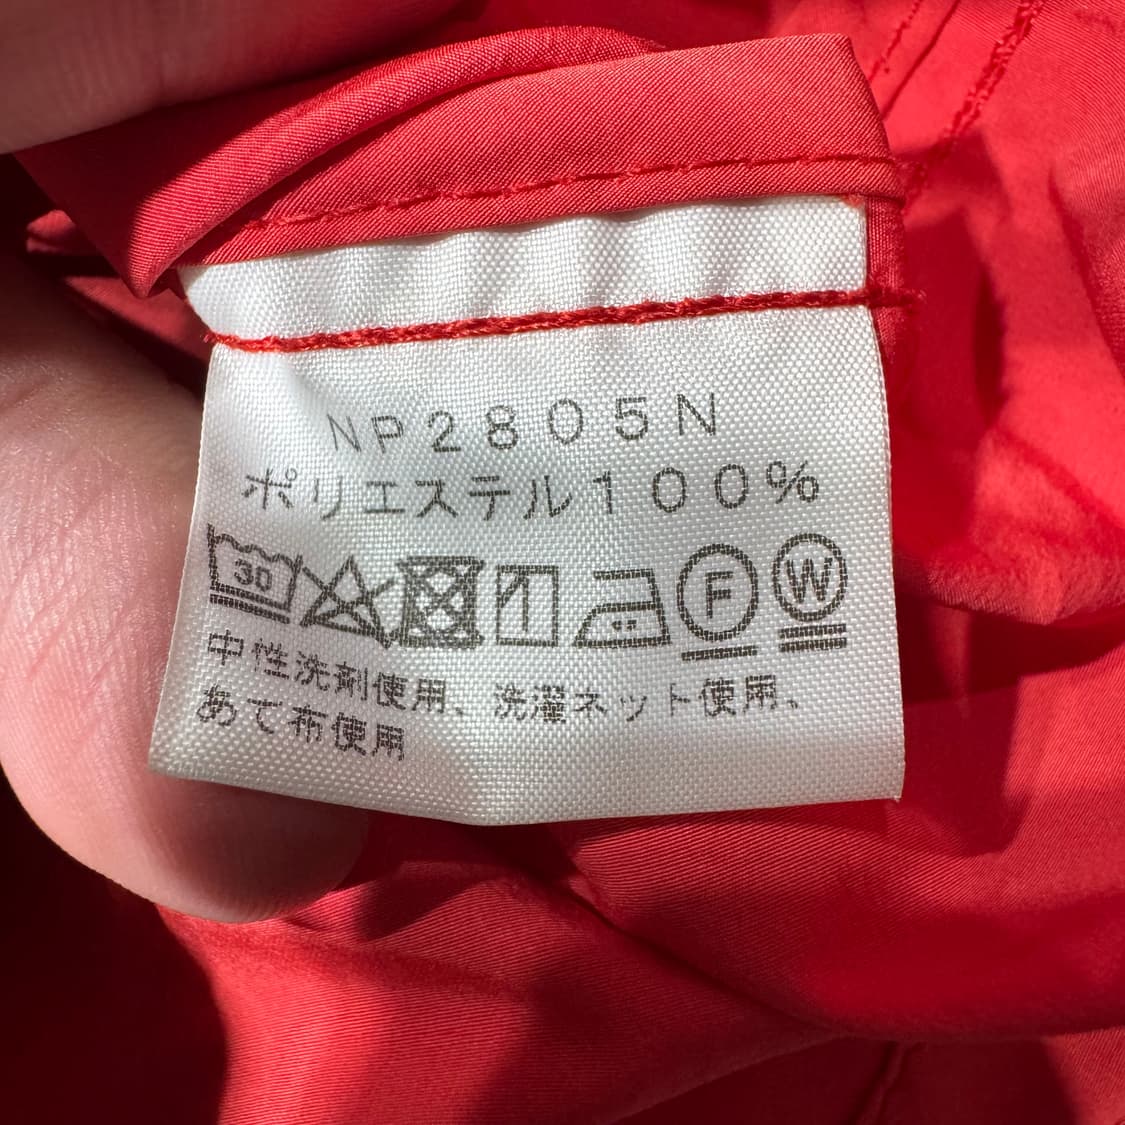 NP2805N
ポリエステル100%
30 F W
中性洗剤使用、洗濯ネット使用、
あて布使用